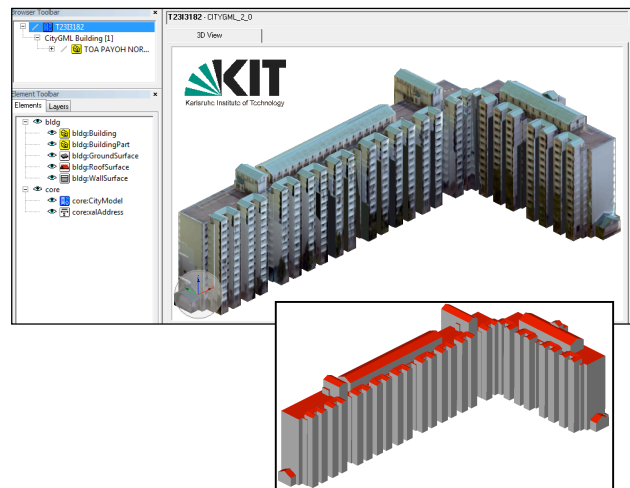 Browser Toolbar
T23I3182
CityGML Building [1]
TOA PAYOH NOR...
Element Toolbar
Elements Layers
bldg
bldg:Building
bldg:BuildingPart
bldg:GroundSurface
bldg:RoofSurface
bldg:WallSurface
core
core:CityModel
core:xalAddress
T23I3182 - CITYGML_2_0
3D View
KIT
Karlsruhe Institute of Technology